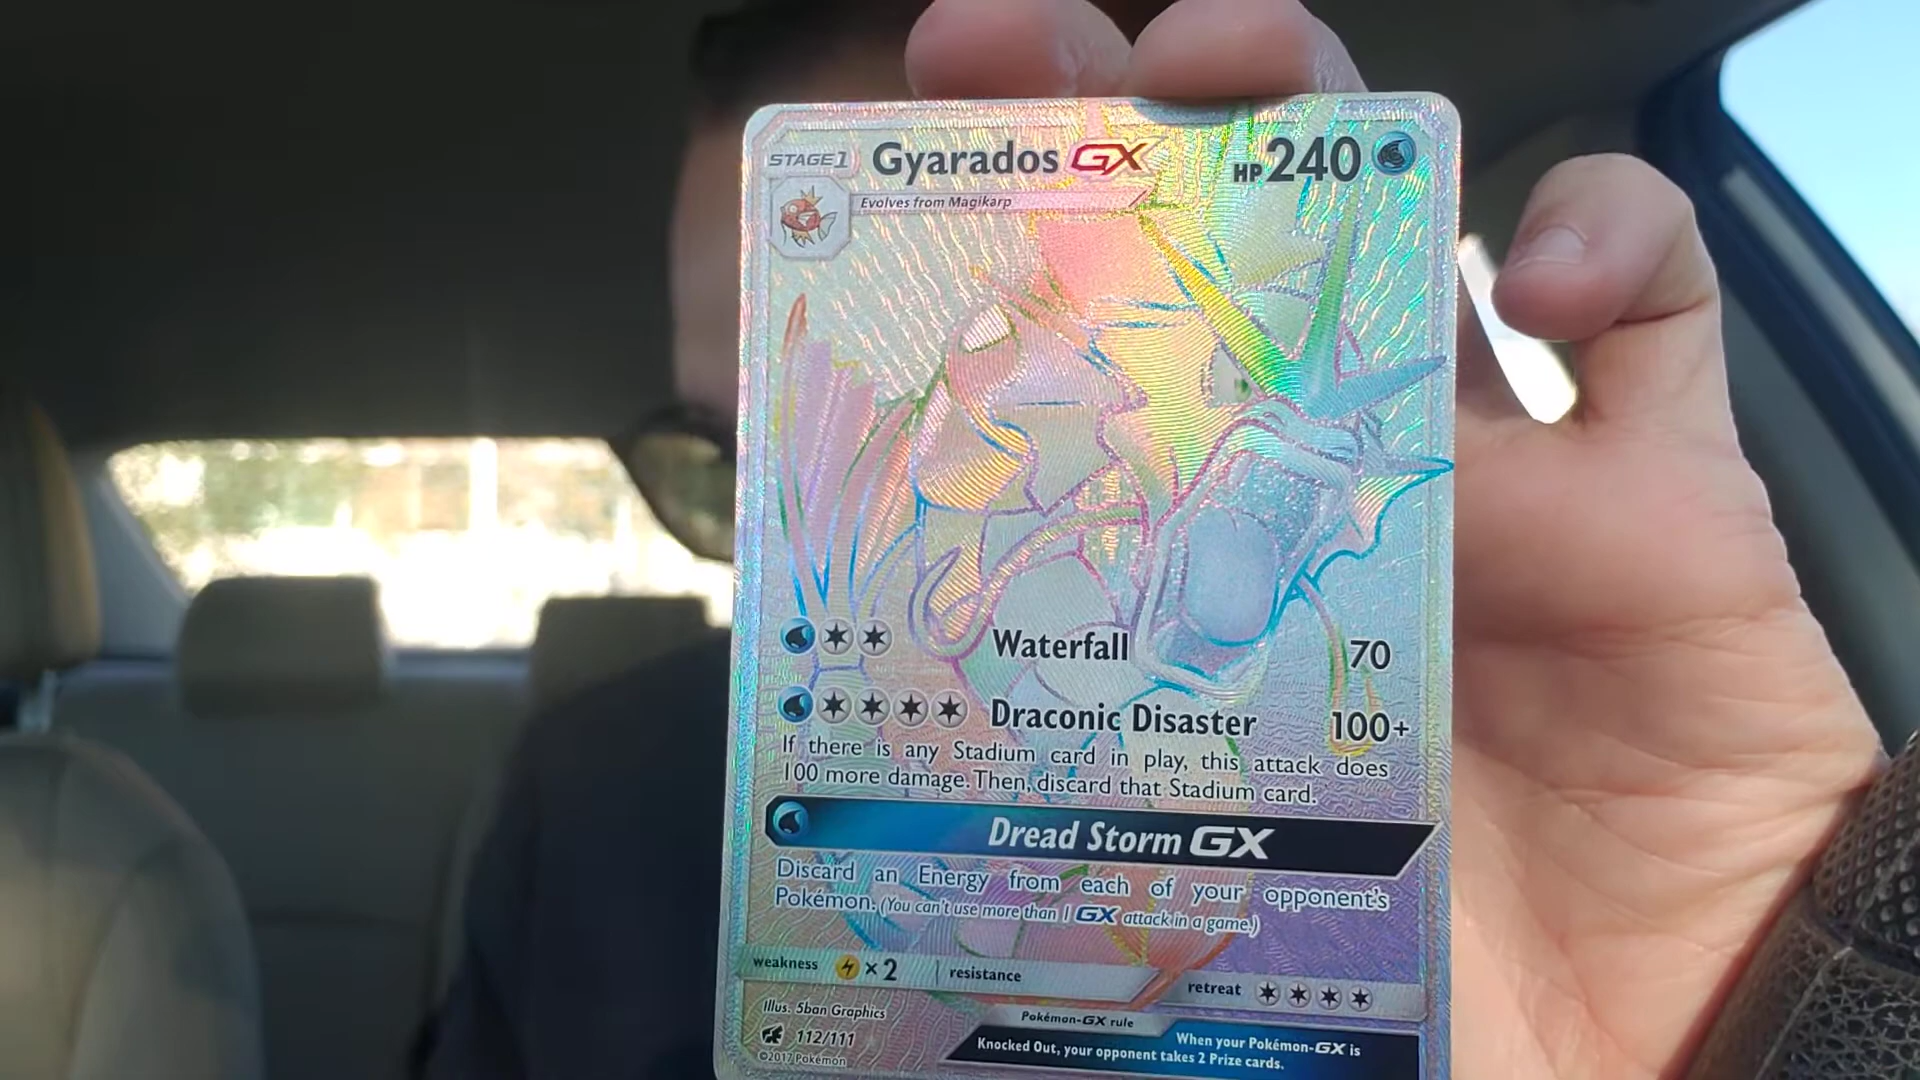 STAGE 1 Gyarados GX HP 240
Evolves from Magikarp
Waterfall 70
Draconic Disaster 100+
If there is any Stadium card in play, this attack does
100 more damage. Then, discard that Stadium card.
Dread Storm GX
Discard an Energy from each of your opponent's
Pokémon. (You can't use more than 1 GX attack in a game.)
weakness ×2 resistance retreat
Illus. 5ban Graphics
112/111
©2017 Pokémon
Pokémon-GX rule
When your Pokémon-GX is
Knocked Out, your opponent takes 2 Prize cards.